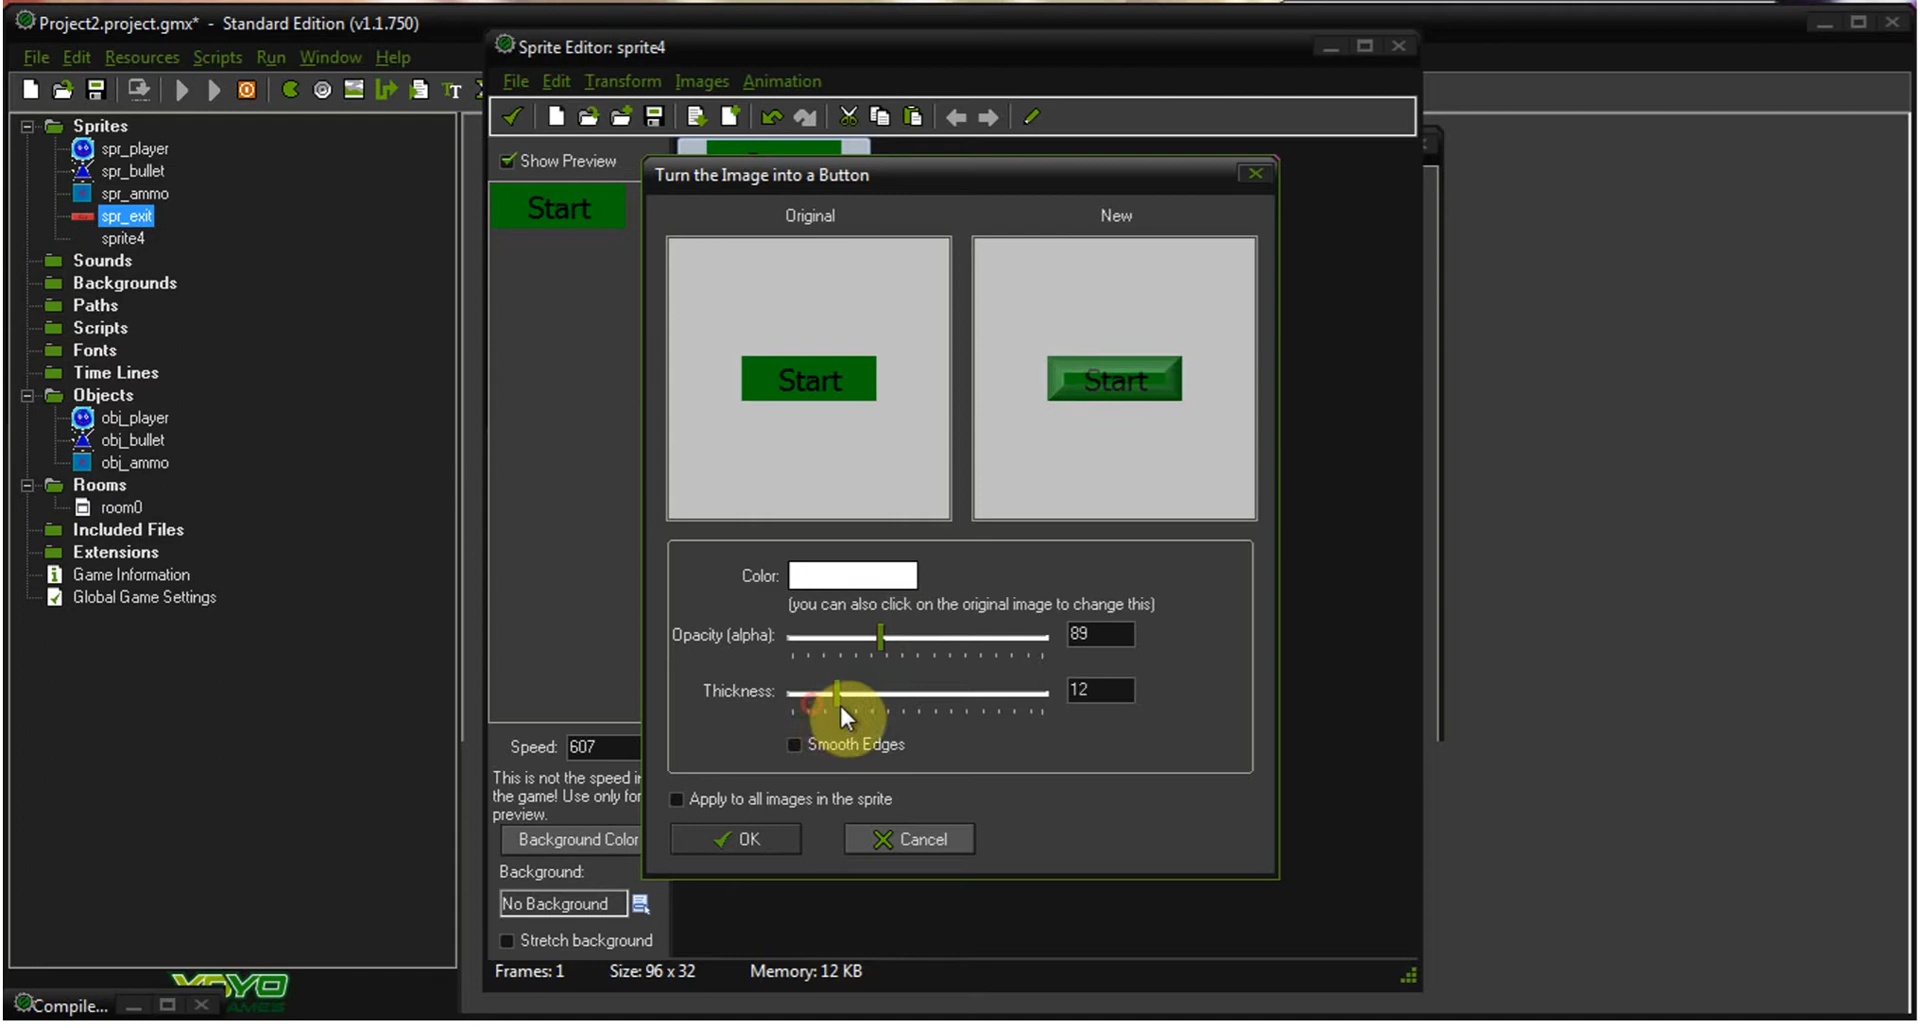 Project2.project.gmx* - Standard Edition (v1.1.750)
File Edit Resources Scripts Run Window Help
Sprites
spr_player
spr_bullet
spr_ammo
spr_exit
sprite4
Sounds
Backgrounds
Paths
Scripts
Fonts
Time Lines
Objects
obj_player
obj_bullet
obj_ammo
Rooms
room0
Included Files
Extensions
Game Information
Global Game Settings
Compile...
Sprite Editor: sprite4
File Edit Transform Images Animation
Show Preview
Start
Speed: 607
This is not the speed i
the game! Use only for
preview.
Background Color
Background:
No Background
Stretch background
Frames: 1 Size: 96 x 32 Memory: 12 KB
Turn the Image into a Button
Original New
Start Start
Color:
(you can also click on the original image to change this)
Opacity (alpha): 89
Thickness: 12
Smooth Edges
Apply to all images in the sprite
OK Cancel